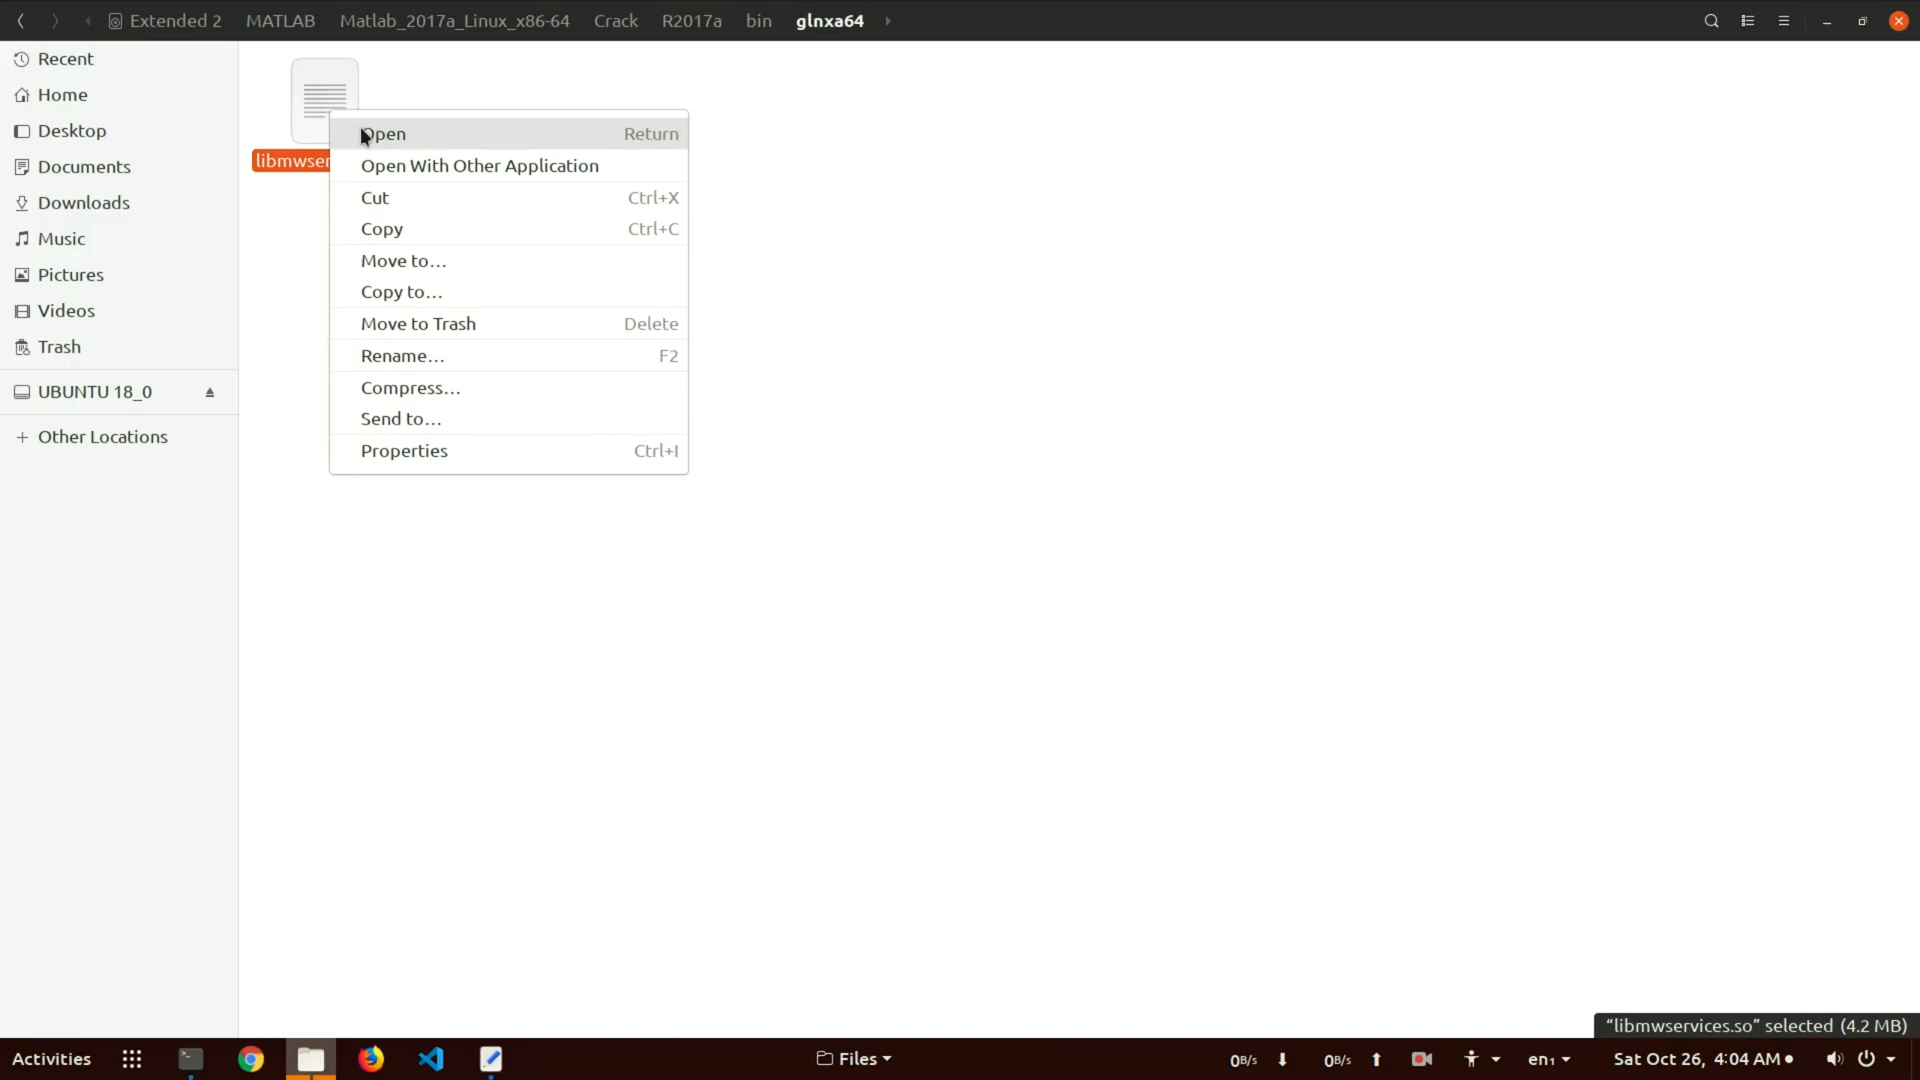 Extended 2 MATLAB Matlab_2017a_Linux_x86-64 Crack R2017a bin glnxa64
Recent
Home
Desktop
Documents
Downloads
Music
Pictures
Videos
Trash
UBUNTU 18_0
+ Other Locations
libmwser
Open Return
Open With Other Application
Cut Ctrl+X
Copy Ctrl+C
Move to…
Copy to…
Move to Trash Delete
Rename… F2
Compress…
Send to…
Properties Ctrl+I
“libmwservices.so” selected (4.2 MB)
Activities Files 0B/s 0B/s en1 Sat Oct 26, 4:04 AM